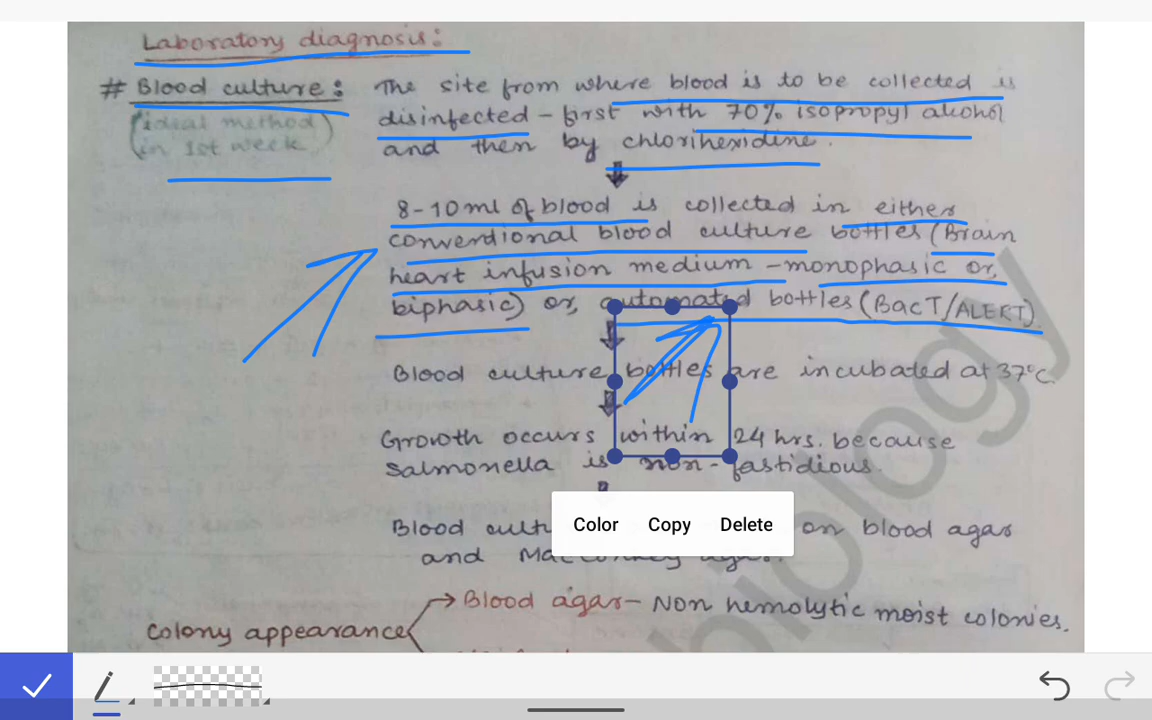 Laboratory diagnosis:
# Blood culture: The site from where blood is to be collected is
(ideal method disinfected - first with 70% isopropyl alcohol
in 1st week) and then by chlorihexidine.
8-10 ml of blood is collected in either
conventional blood culture bottles (Brain
heart infusion medium - monophasic or,
biphasic) or, automated bottles (BacT/ALERT)
Blood culture bottles are incubated at 37°C.
Growth occurs within 24 hrs. because
Salmonella is non-fastidious.
Color Copy Delete
Blood on blood agar
and
Blood agar - Non hemolytic moist colonies.
Colony appearance
biology